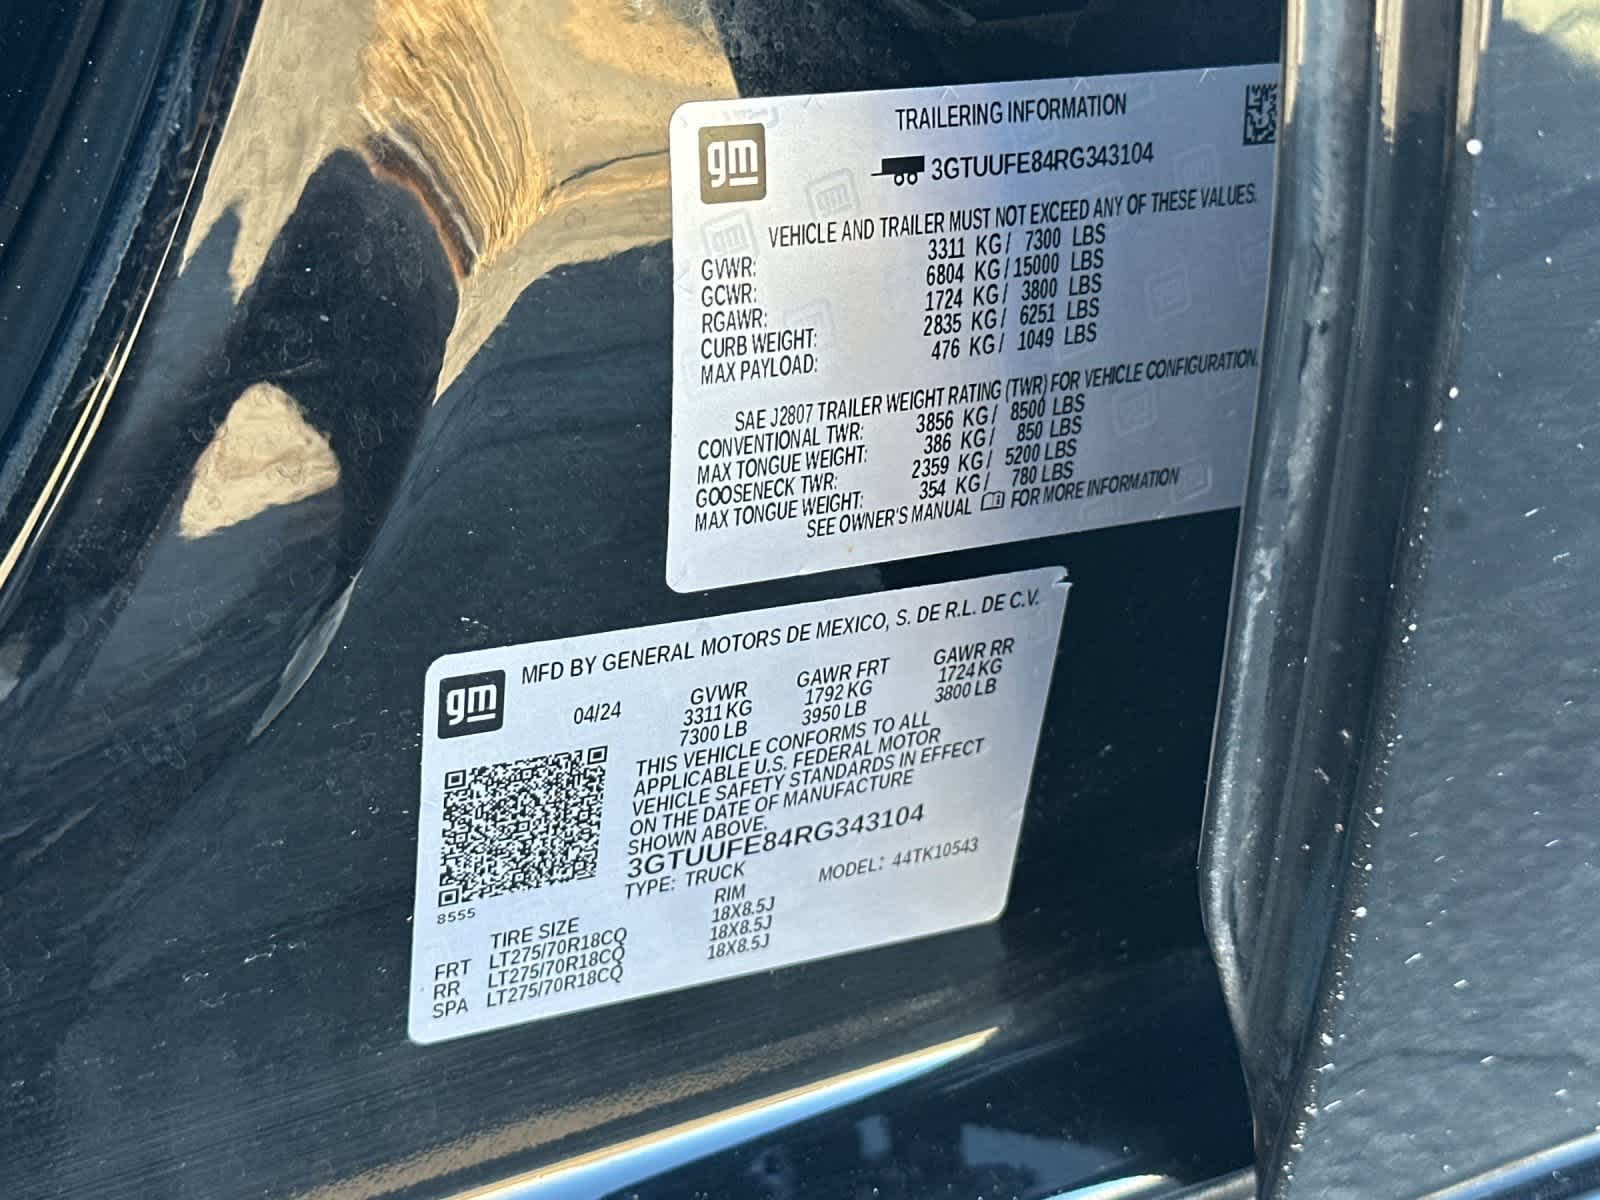 gm
TRAILERING INFORMATION
3GTUUFE84RG343104
VEHICLE AND TRAILER MUST NOT EXCEED ANY OF THESE VALUES.
GVWR: 3311 KG/ 7300 LBS
GCWR: 6804 KG/15000 LBS
RGAWR: 1724 KG/ 3800 LBS
CURB WEIGHT: 2835 KG/ 6251 LBS
MAX PAYLOAD: 476 KG/ 1049 LBS
SAE J2807 TRAILER WEIGHT RATING (TWR) FOR VEHICLE CONFIGURATION.
CONVENTIONAL TWR: 3856 KG/ 8500 LBS
MAX TONGUE WEIGHT: 386 KG/ 850 LBS
GOOSENECK TWR: 2359 KG/ 5200 LBS
MAX TONGUE WEIGHT: 354 KG/ 780 LBS
SEE OWNER'S MANUAL FOR MORE INFORMATION
gm
MFD BY GENERAL MOTORS DE MEXICO, S. DE R.L. DE C.V.
04/24 GVWR GAWR FRT GAWR RR
3311 KG 1792 KG 1724 KG
7300 LB 3950 LB 3800 LB
THIS VEHICLE CONFORMS TO ALL
APPLICABLE U.S. FEDERAL MOTOR
VEHICLE SAFETY STANDARDS IN EFFECT
ON THE DATE OF MANUFACTURE
SHOWN ABOVE.
3GTUUFE84RG343104
TYPE: TRUCK MODEL: 44TK10543
8555
TIRE SIZE RIM
FRT LT275/70R18CQ 18X8.5J
RR LT275/70R18CQ 18X8.5J
SPA LT275/70R18CQ 18X8.5J